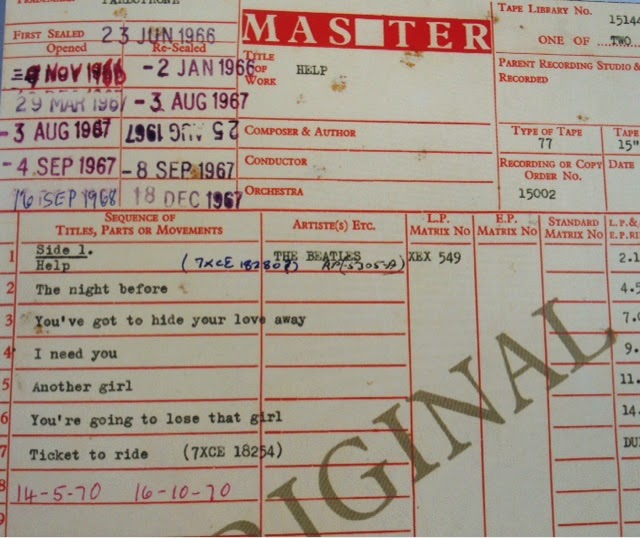 PARLOPHONE
FIRST SEALED 23 JUN 1966
Opened Re-Sealed
NOV 1966 -2 JAN 1966
29 MAR 1967 -3 AUG 1967
-3 AUG 1967 25 AUG 1967
-4 SEP 1967 -8 SEP 1967
16 SEP 1968 18 DEC 1967
MASTER
TITLE OF WORK HELP
COMPOSER & AUTHOR
CONDUCTOR
ORCHESTRA
TAPE LIBRARY NO. 15144
ONE OF TWO
PARENT RECORDING STUDIO &
RECORDED
TYPE OF TAPE TAPE
77 15"
RECORDING OR COPY ORDER NO. DATE
15002
SEQUENCE OF TITLES, PARTS OR MOVEMENTS ARTISTE(S) ETC. L.P. MATRIX NO E.P. MATRIX NO STANDARD MATRIX NO L.P.& E.P.RI
1 Side 1. THE BEATLES XEX 549
Help (7XCE 18280) 2.1
2 The night before 4.5
3 You've got to hide your love away 7.0
4 I need you 9.
5 Another girl 11.
6 You're going to lose that girl 14.
7 Ticket to ride (7XCE 18254) DU
8 14-5-70 16-10-70
9
ORIGINAL